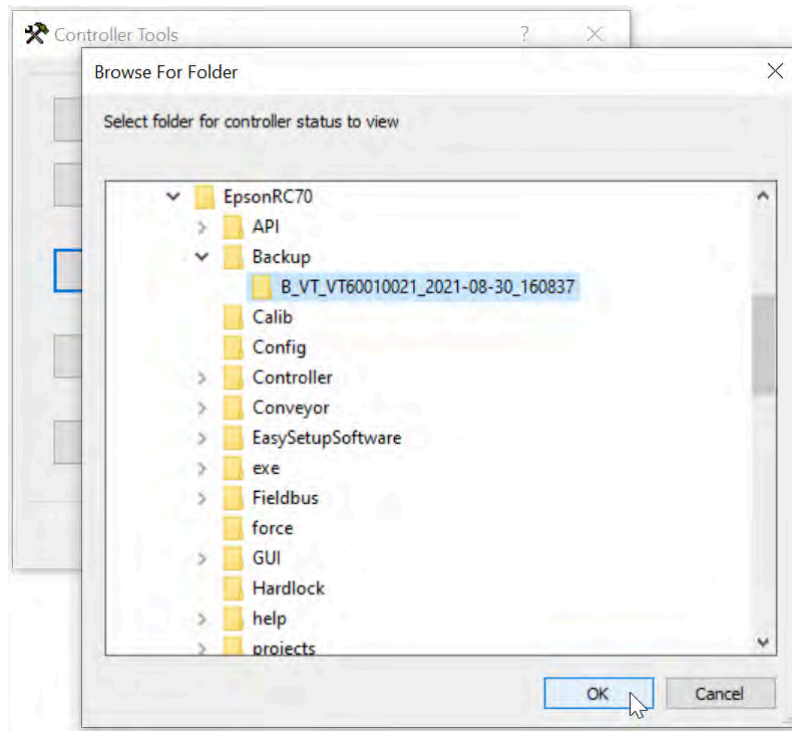 Controller Tools
?
Browse For Folder
Select folder for controller status to view
EpsonRC70
API
Backup
B_VT_VT60010021_2021-08-30_160837
Calib
Config
Controller
Conveyor
EasySetupSoftware
exe
Fieldbus
force
GUI
Hardlock
help
projects
OK Cancel